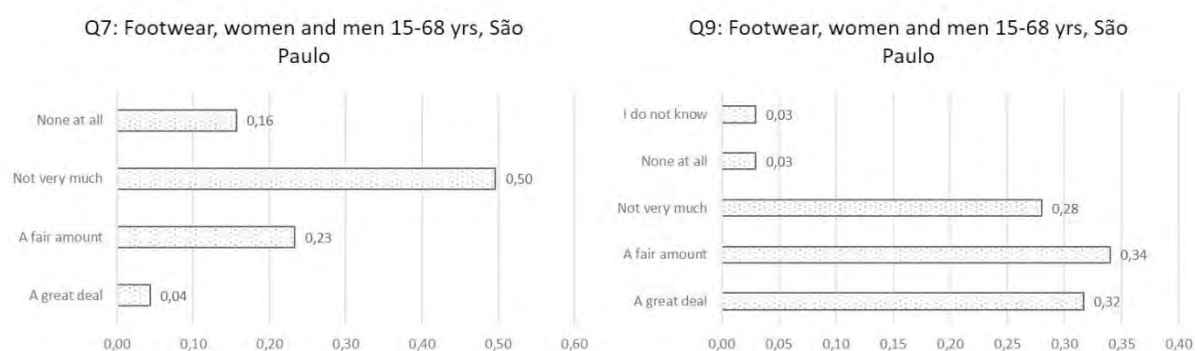 Q7: Footwear, women and men 15-68 yrs, São
Paulo
None at all
0,16
Not very much
0,50
A fair amount
0,23
A great deal
0,04
0,00 0,10 0,20 0,30 0,40 0,50 0,60
Q9: Footwear, women and men 15-68 yrs, São
Paulo
I do not know
0,03
None at all
0,03
Not very much
0,28
A fair amount
0,34
A great deal
0,32
0,00 0,05 0,10 0,15 0,20 0,25 0,30 0,35 0,40